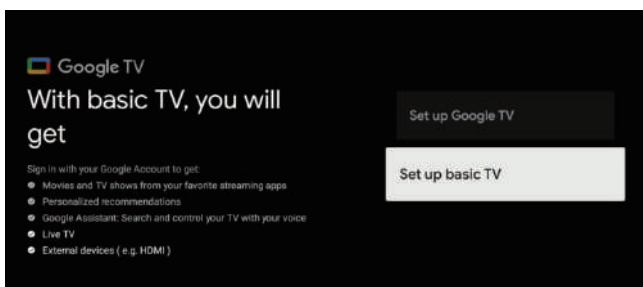 Google TV
With basic TV, you will
get
Sign in with your Google Account to get:
Movies and TV shows from your favorite streaming apps
Personalized recommendations
Google Assistant: Search and control your TV with your voice
Live TV
External devices ( e.g. HDMI )
Set up Google TV
Set up basic TV